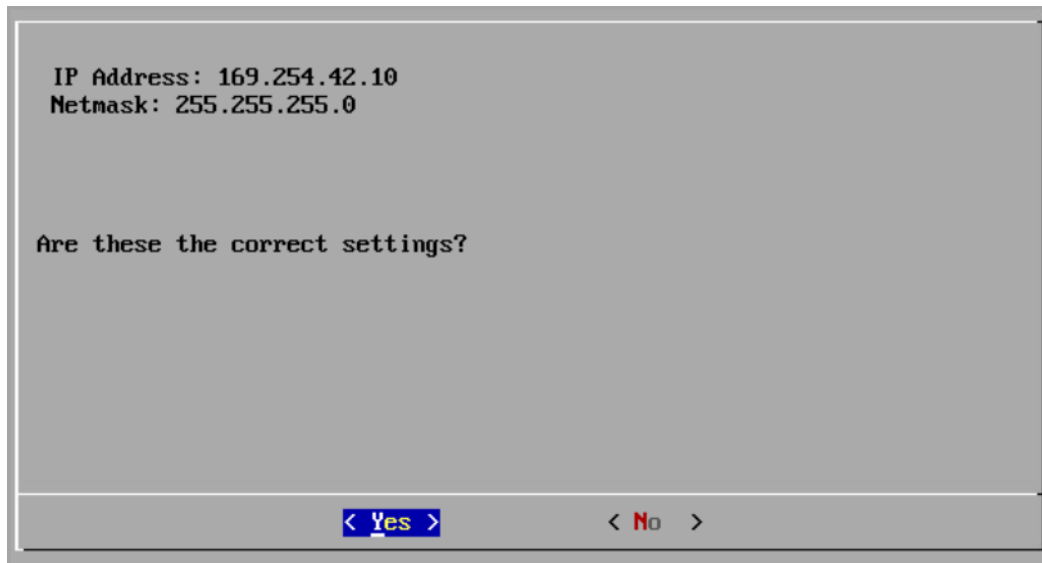 IP Address: 169.254.42.10
Netmask: 255.255.255.0
Are these the correct settings?
< Yes > < No >